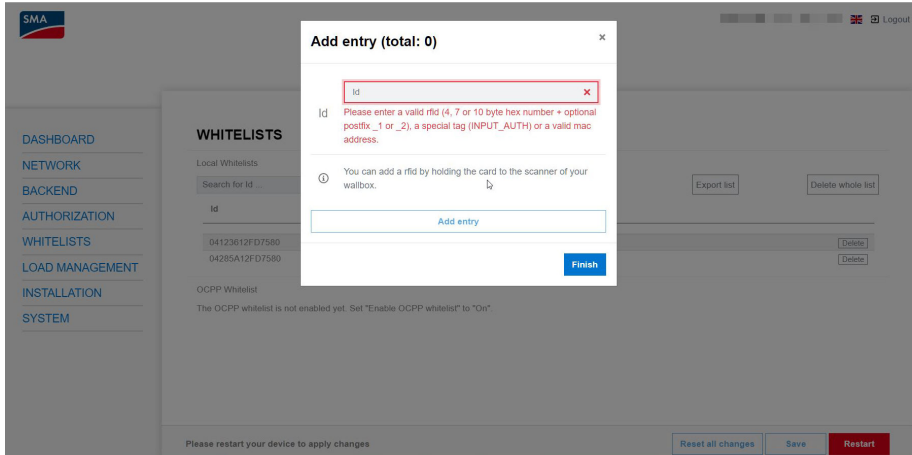 SMA
Logout
Add entry (total: 0)
×
Id
Id
Please enter a valid rfid (4, 7 or 10 byte hex number + optional
postfix _1 or _2), a special tag (INPUT_AUTH) or a valid mac
address.
You can add a rfid by holding the card to the scanner of your
wallbox.
Add entry
Finish
DASHBOARD
NETWORK
BACKEND
AUTHORIZATION
WHITELISTS
LOAD MANAGEMENT
INSTALLATION
SYSTEM
WHITELISTS
Local Whitelists
Search for Id ...
Export list
Delete whole list
Id
04123612FD7580
Delete
04285A12FD7580
Delete
OCPP Whitelist
The OCPP whitelist is not enabled yet. Set "Enable OCPP whitelist" to "On".
Please restart your device to apply changes
Reset all changes
Save
Restart